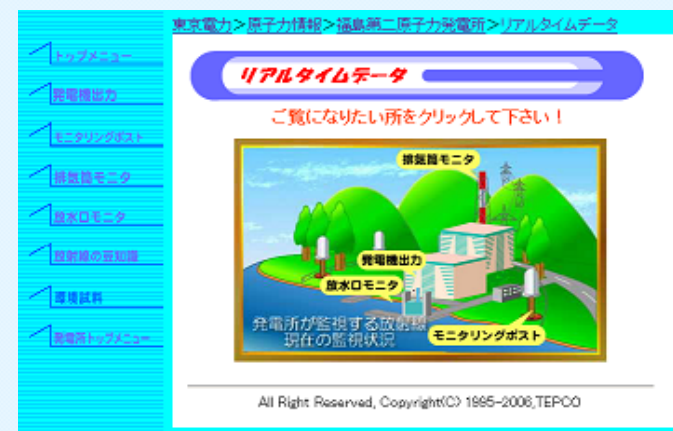 東京電力＞原子力情報＞福島第二原子力発電所＞リアルタイムデータ
トップメニュー
発電機出力
モニタリングポスト
排気筒モニタ
放水口モニタ
放射線の豆知識
環境試料
発電所トップメニュー
リアルタイムデータ
ご覧になりたい所をクリックして下さい！
排気筒モニタ
発電機出力
放水口モニタ
モニタリングポスト
発電所が監視する放射線
現在の監視状況
All Right Reserved, Copyright(C) 1995-2006,TEPCO